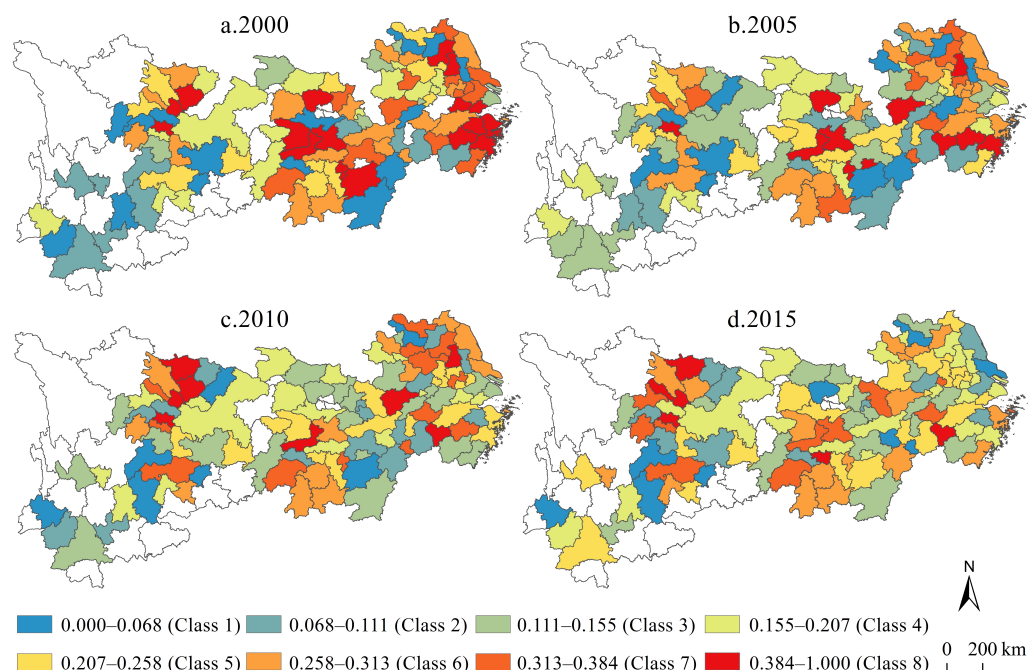 a.2000
b.2005
c.2010
d.2015
N
0.000–0.068 (Class 1)
0.068–0.111 (Class 2)
0.111–0.155 (Class 3)
0.155–0.207 (Class 4)
0.207–0.258 (Class 5)
0.258–0.313 (Class 6)
0.313–0.384 (Class 7)
0.384–1.000 (Class 8)
0 200 km